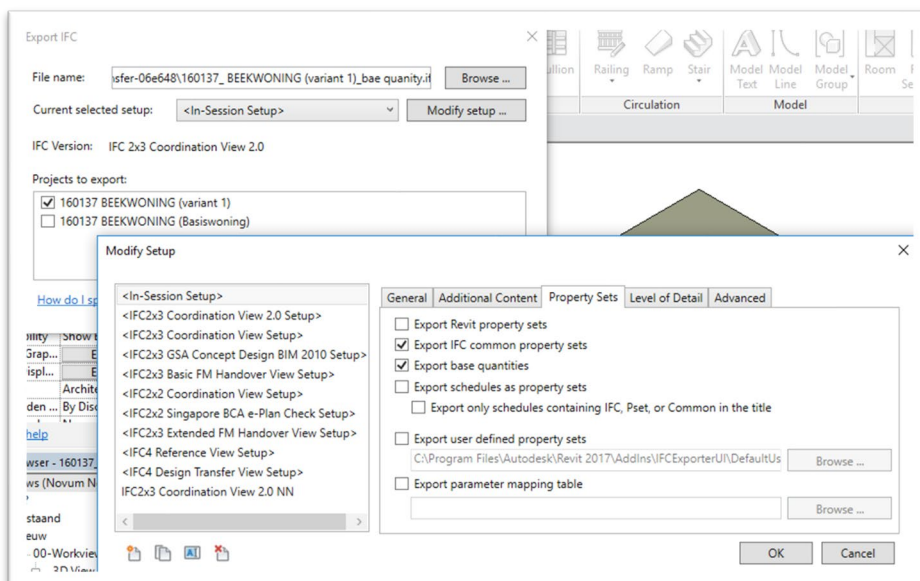 Export IFC
File name: nsfer-06e648\160137_ BEEKWONING (variant 1)_bae quanity.if Browse ...
Current selected setup: <In-Session Setup> Modify setup ...
IFC Version: IFC 2x3 Coordination View 2.0
Projects to export:
160137 BEEKWONING (variant 1)
160137 BEEKWONING (Basiswoning)
How do I sp
ullion Railing Ramp Stair Model Text Model Line Model Group Room
Circulation Model
Modify Setup
<In-Session Setup>
<IFC2x3 Coordination View 2.0 Setup>
<IFC2x3 Coordination View Setup>
<IFC2x3 GSA Concept Design BIM 2010 Setup>
<IFC2x3 Basic FM Handover View Setup>
<IFC2x2 Coordination View Setup>
<IFC2x2 Singapore BCA e-Plan Check Setup>
<IFC2x3 Extended FM Handover View Setup>
<IFC4 Reference View Setup>
<IFC4 Design Transfer View Setup>
IFC2x3 Coordination View 2.0 NN
General Additional Content Property Sets Level of Detail Advanced
Export Revit property sets
Export IFC common property sets
Export base quantities
Export schedules as property sets
Export only schedules containing IFC, Pset, or Common in the title
Export user defined property sets
C:\Program Files\Autodesk\Revit 2017\AddIns\IFCExporterUI\DefaultUs Browse ...
Export parameter mapping table
Browse ...
OK Cancel
Show
Grap... E
ispl... E
Archite
den ... By Disc
help
wser - 160137_
ws (Novum N
staand
euw
00-Workview
3D View